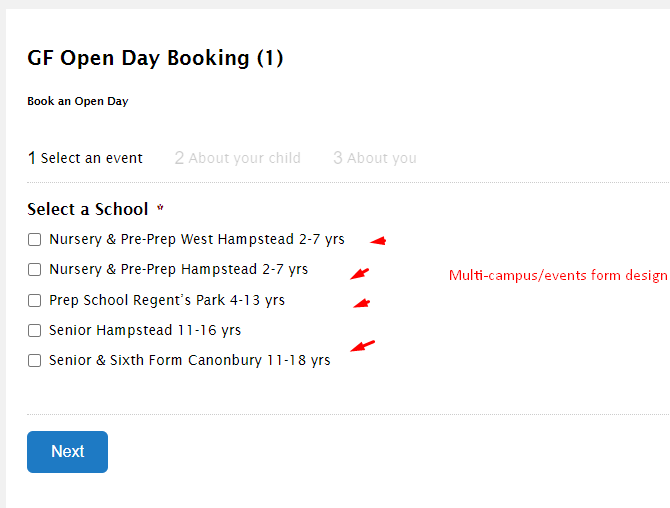 GF Open Day Booking (1)
Book an Open Day
1 Select an event 2 About your child 3 About you
Select a School *
Nursery & Pre-Prep West Hampstead 2-7 yrs
Nursery & Pre-Prep Hampstead 2-7 yrs
Multi-campus/events form design
Prep School Regent's Park 4-13 yrs
Senior Hampstead 11-16 yrs
Senior & Sixth Form Canonbury 11-18 yrs
Next